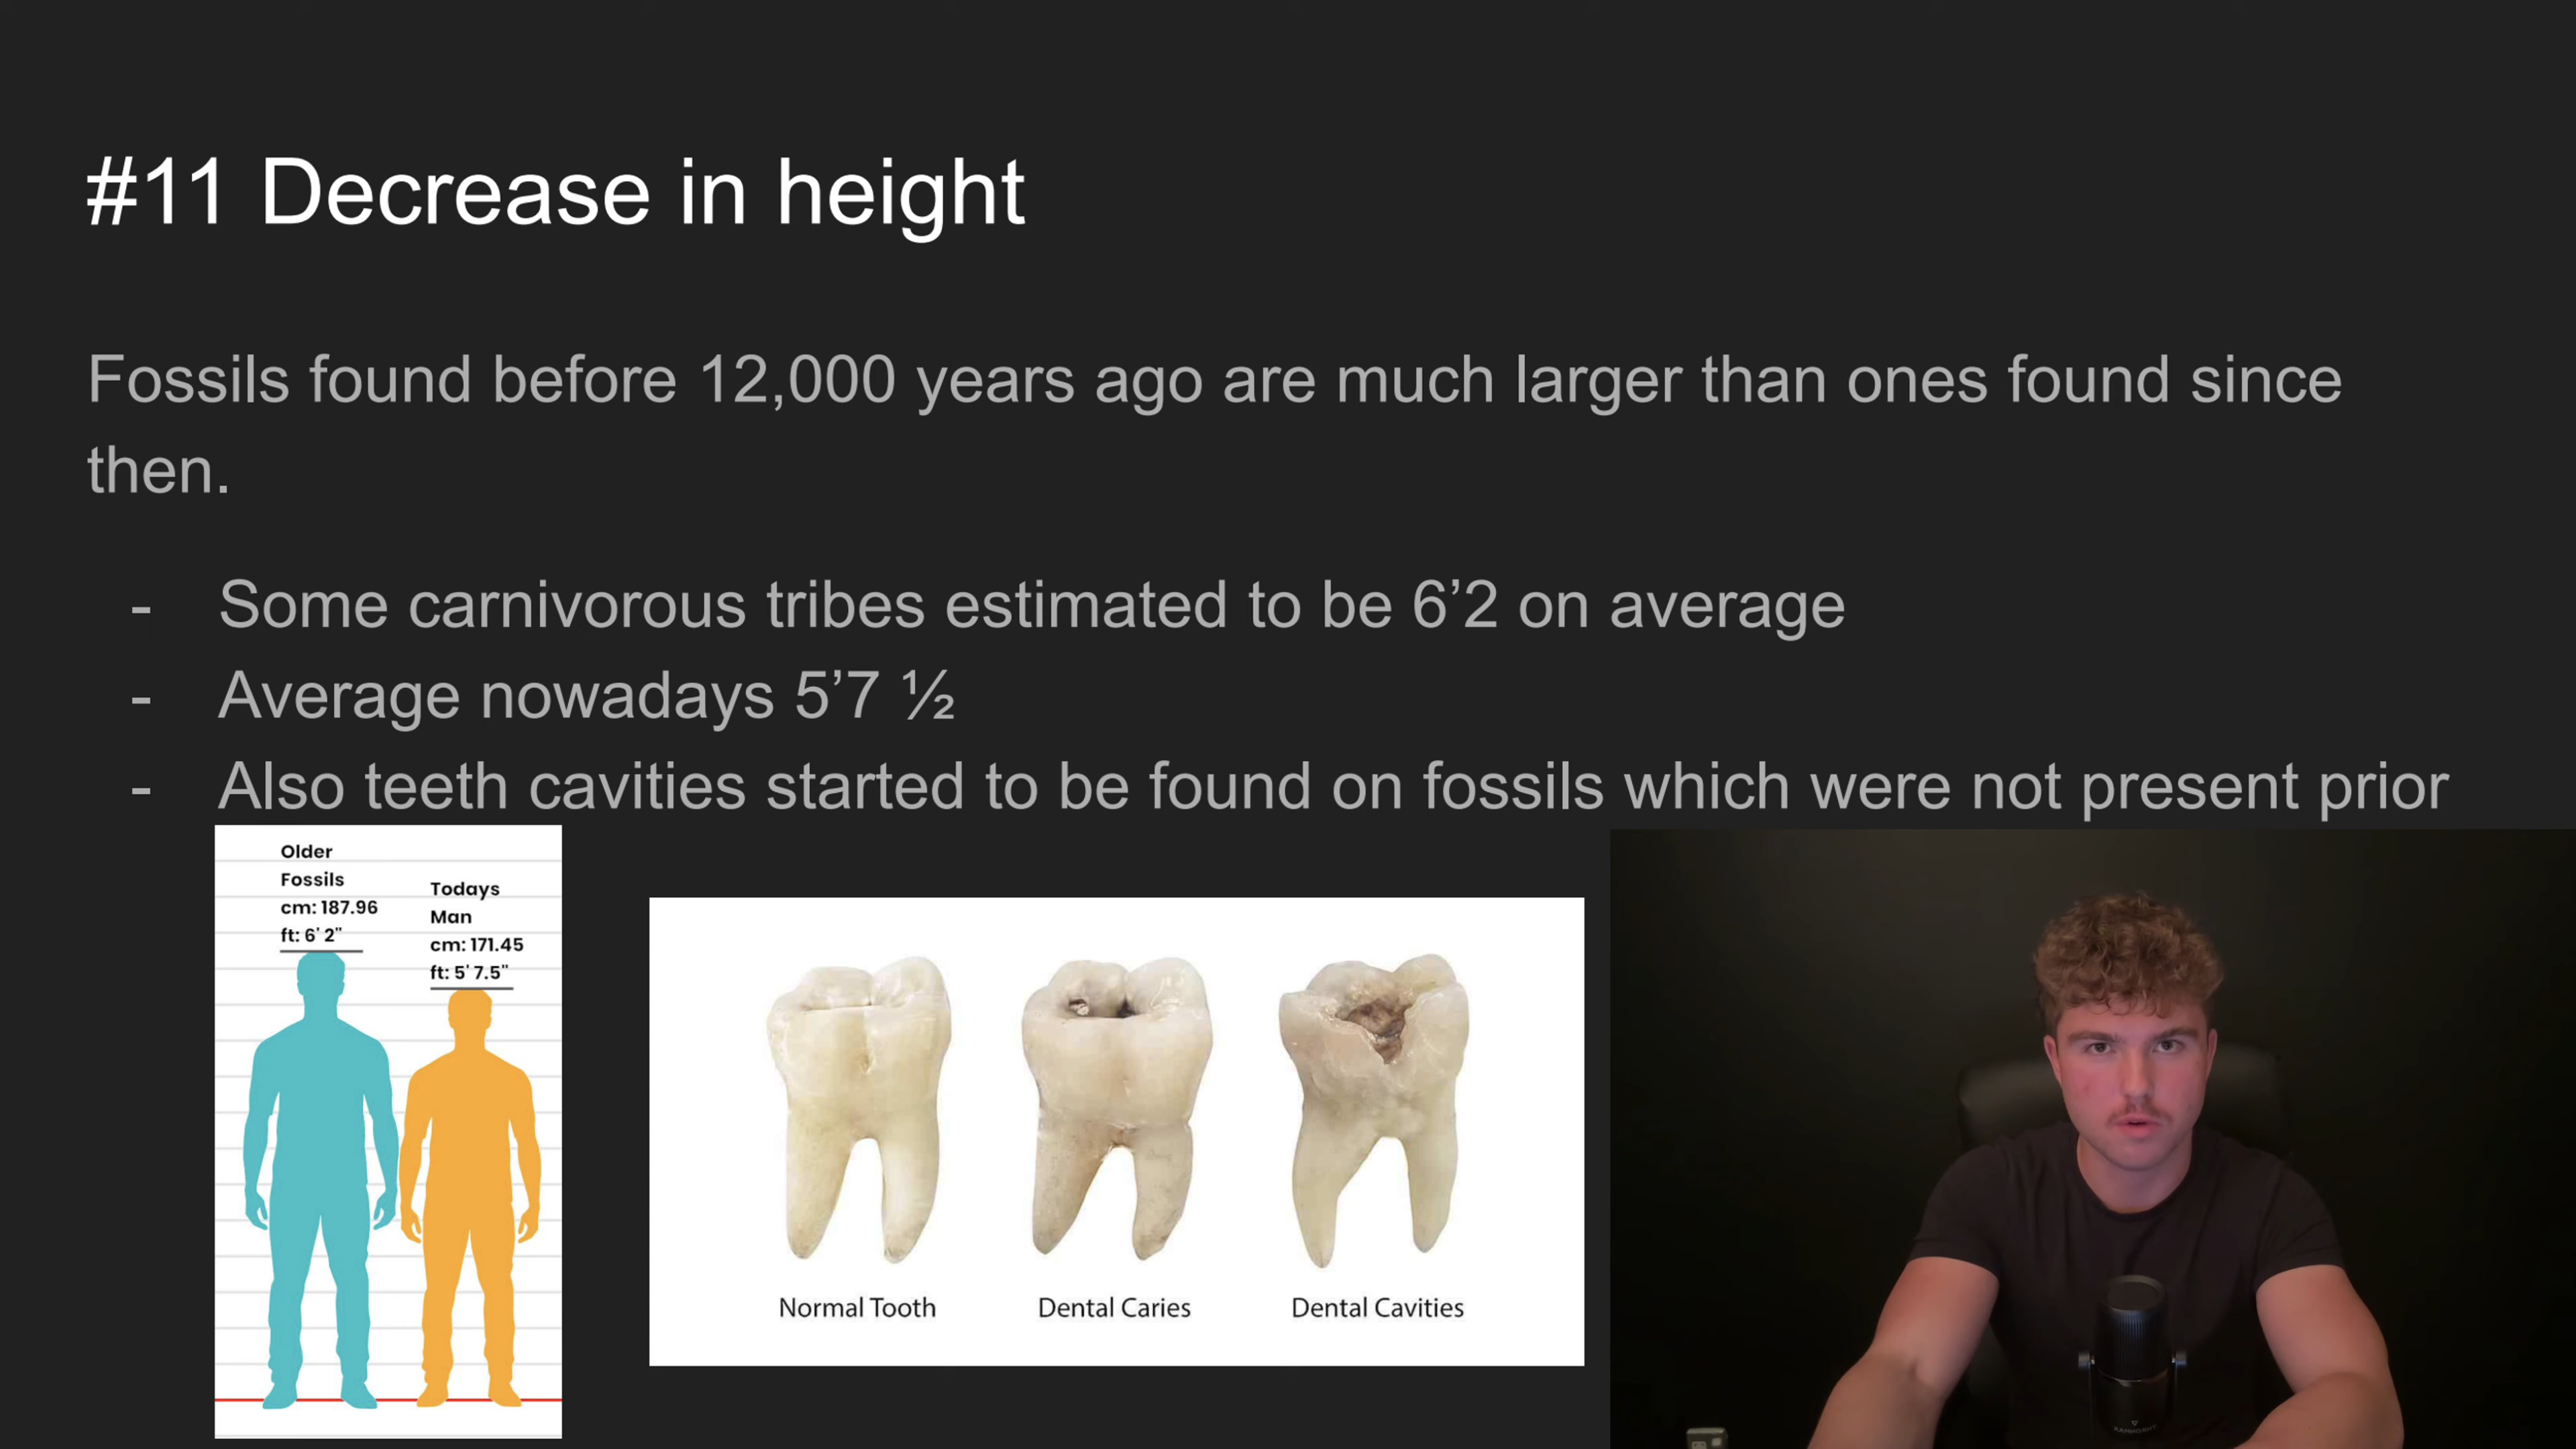 #11 Decrease in height
Fossils found before 12,000 years ago are much larger than ones found since
then.
- Some carnivorous tribes estimated to be 6’2 on average
- Average nowadays 5’7 ½
- Also teeth cavities started to be found on fossils which were not present prior
Older
Fossils
cm: 187.96
ft: 6' 2"
Todays
Man
cm: 171.45
ft: 5' 7.5"
Normal Tooth
Dental Caries
Dental Cavities